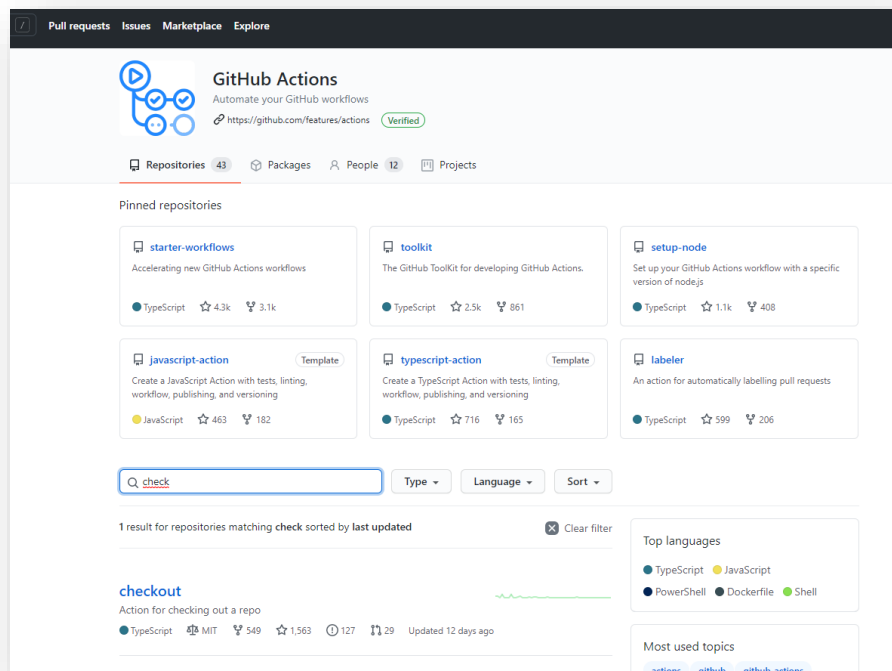 / Pull requests Issues Marketplace Explore
GitHub Actions
Automate your GitHub workflows
https://github.com/features/actions Verified
Repositories 43 Packages People 12 Projects
Pinned repositories
starter-workflows
Accelerating new GitHub Actions workflows
TypeScript 4.3k 3.1k
toolkit
The GitHub ToolKit for developing GitHub Actions.
TypeScript 2.5k 861
setup-node
Set up your GitHub Actions workflow with a specific
version of node.js
TypeScript 1.1k 408
javascript-action Template
Create a JavaScript Action with tests, linting,
workflow, publishing, and versioning
JavaScript 463 182
typescript-action Template
Create a TypeScript Action with tests, linting,
workflow, publishing, and versioning
TypeScript 716 165
labeler
An action for automatically labelling pull requests
TypeScript 599 206
check Type Language Sort
1 result for repositories matching check sorted by last updated Clear filter
checkout
Action for checking out a repo
TypeScript MIT 549 1,563 127 29 Updated 12 days ago
Top languages
TypeScript JavaScript
PowerShell Dockerfile Shell
Most used topics
actions github github-actions